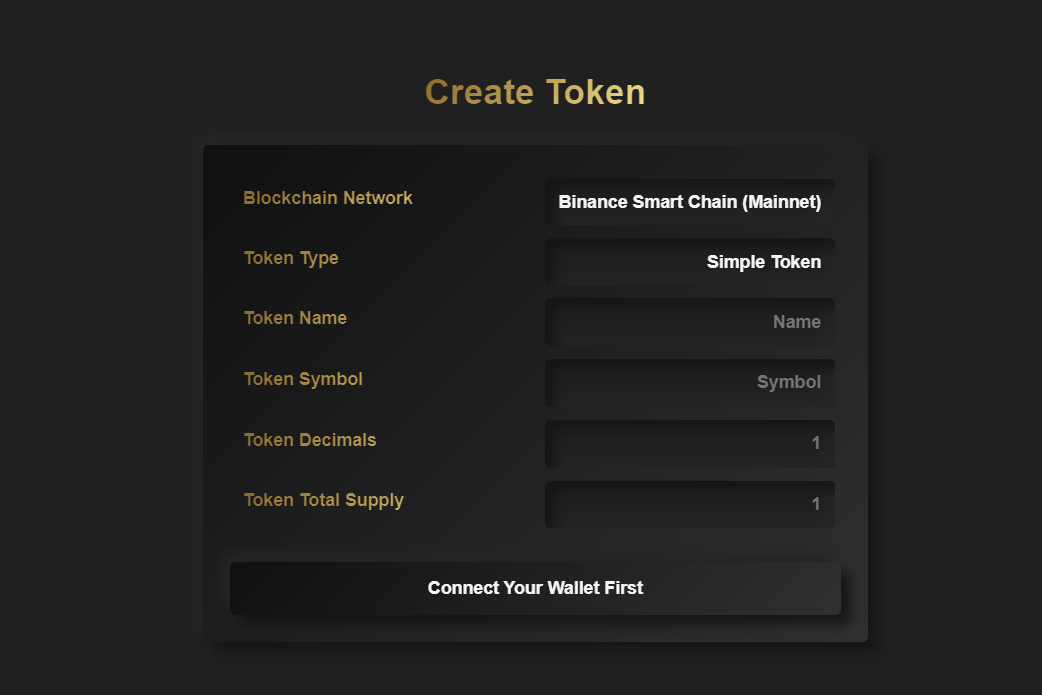 Create Token
Blockchain Network
Binance Smart Chain (Mainnet)
Token Type
Simple Token
Token Name
Name
Token Symbol
Symbol
Token Decimals
1
Token Total Supply
1
Connect Your Wallet First